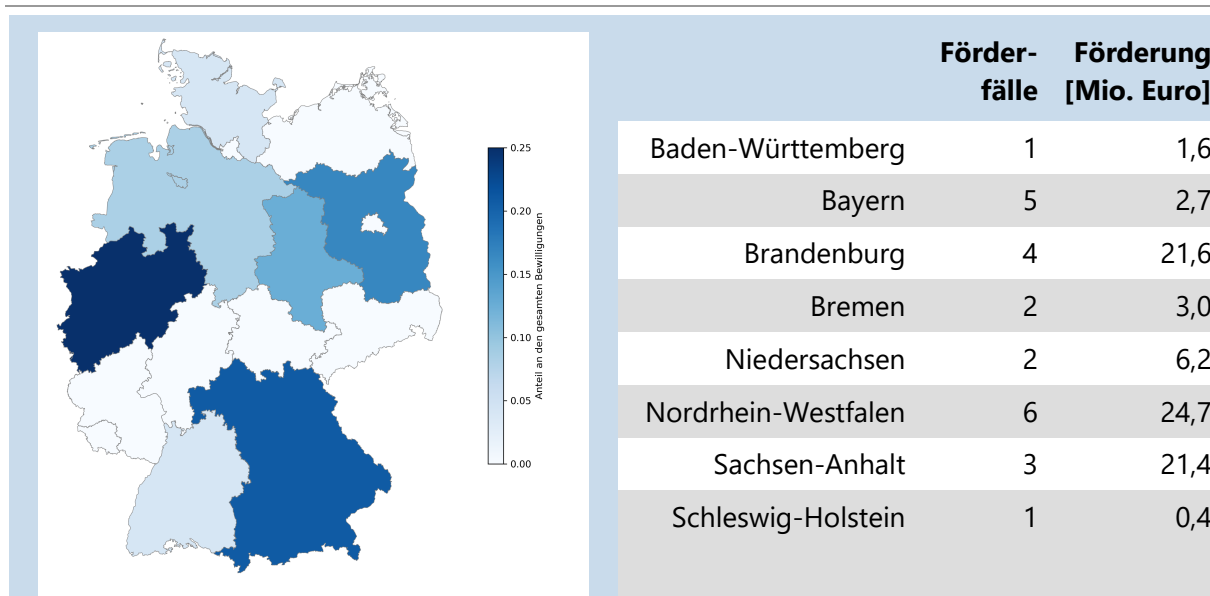 0.25
0.20
0.15
0.10
0.05
0.00
Anteil an den gesamten Bewilligungen
Förder- Förderung
fälle [Mio. Euro]
Baden-Württemberg 1 1,6
Bayern 5 2,7
Brandenburg 4 21,6
Bremen 2 3,0
Niedersachsen 2 6,2
Nordrhein-Westfalen 6 24,7
Sachsen-Anhalt 3 21,4
Schleswig-Holstein 1 0,4